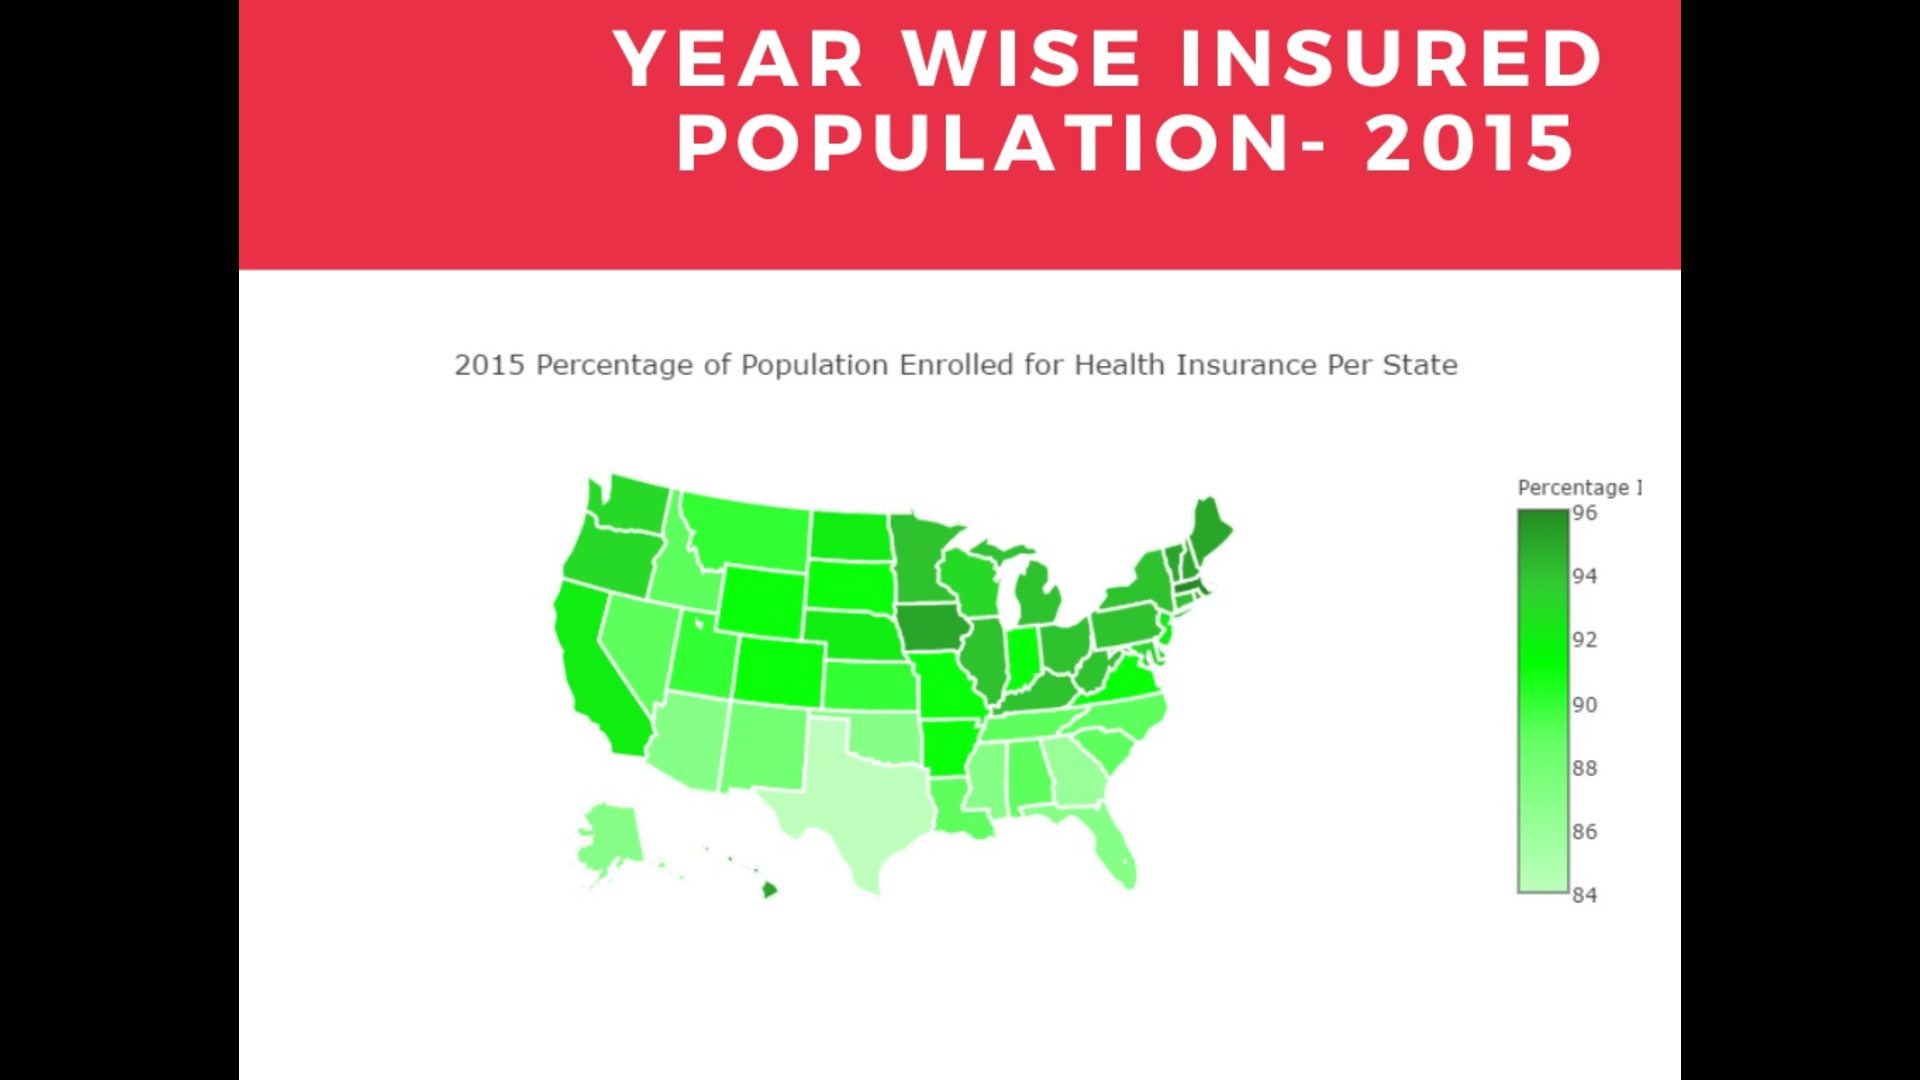 YEAR WISE INSURED
POPULATION- 2015
2015 Percentage of Population Enrolled for Health Insurance Per State
Percentage I
96
94
92
90
88
86
84